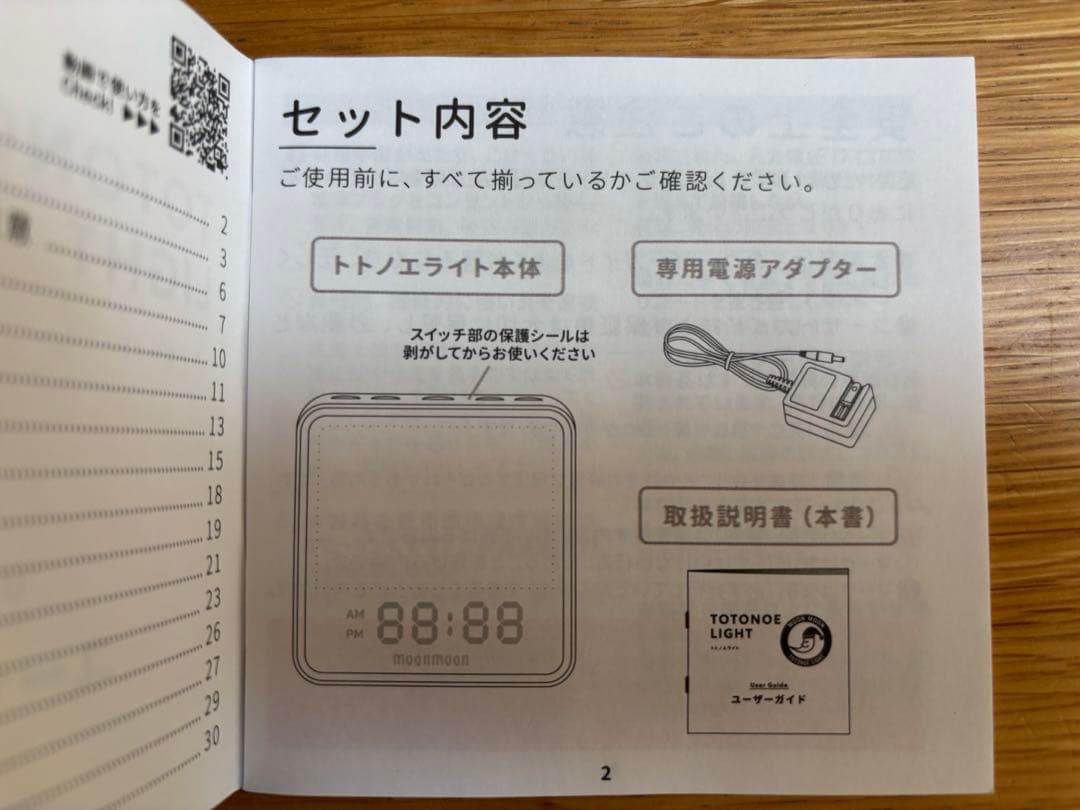 動画で使い方を
Check! ▶▶▶
2
3
6
7
10
11
13
15
18
19
21
23
26
27
29
30
セット内容
ご使用前に、すべて揃っているかご確認ください。
トトノエライト本体
スイッチ部の保護シールは
剥がしてからお使いください
AM
PM
88:88
moonmoon
専用電源アダプター
取扱説明書（本書）
TOTONOE
LIGHT
トトノエライト
MOON MOON
User Guide
ユーザーガイド
2